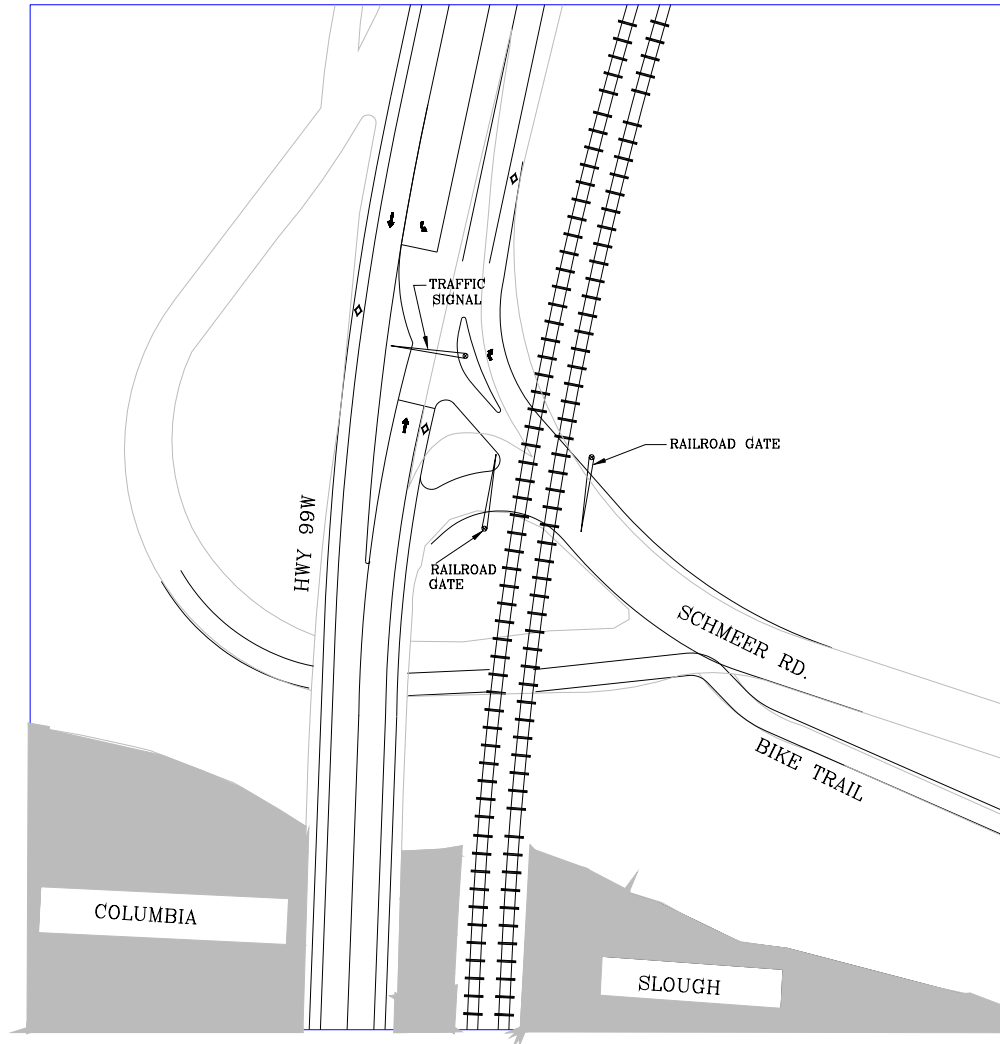 TRAFFIC
SIGNAL
RAILROAD GATE
HWY 99W
RAILROAD
GATE
SCHMEER RD.
BIKE TRAIL
COLUMBIA
SLOUGH